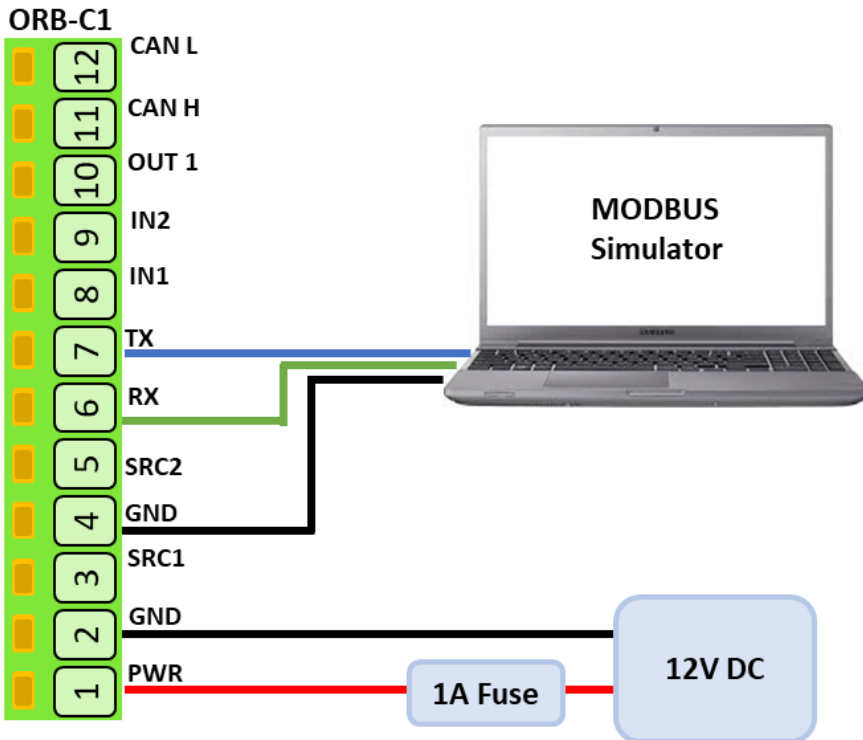 ORB-C1
12 CAN L
11 CAN H
10 OUT 1
9 IN2
8 IN1
7 TX
6 RX
5 SRC2
4 GND
3 SRC1
2 GND
1 PWR
MODBUS
Simulator
SAMSUNG
1A Fuse
12V DC